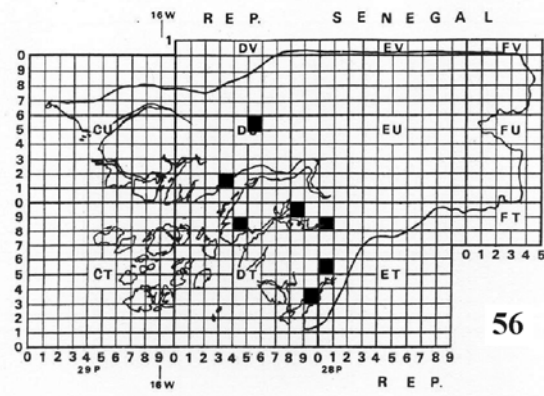 16W REP. SENEGAL
1 DV EV FV
0
9
8
7
6
5 CU DU EU FU
4
3
2
1
0
9 FT
8
7 0 1 2 3 4 5
6
5 CT DT ET
4
3
2 56
1
0
0 1 2 3 4 5 6 7 8 9 0 1 2 3 4 5 6 7 8 9 0 1 2 3 4 5 6 7 8 9
29P 28P
16W REP.